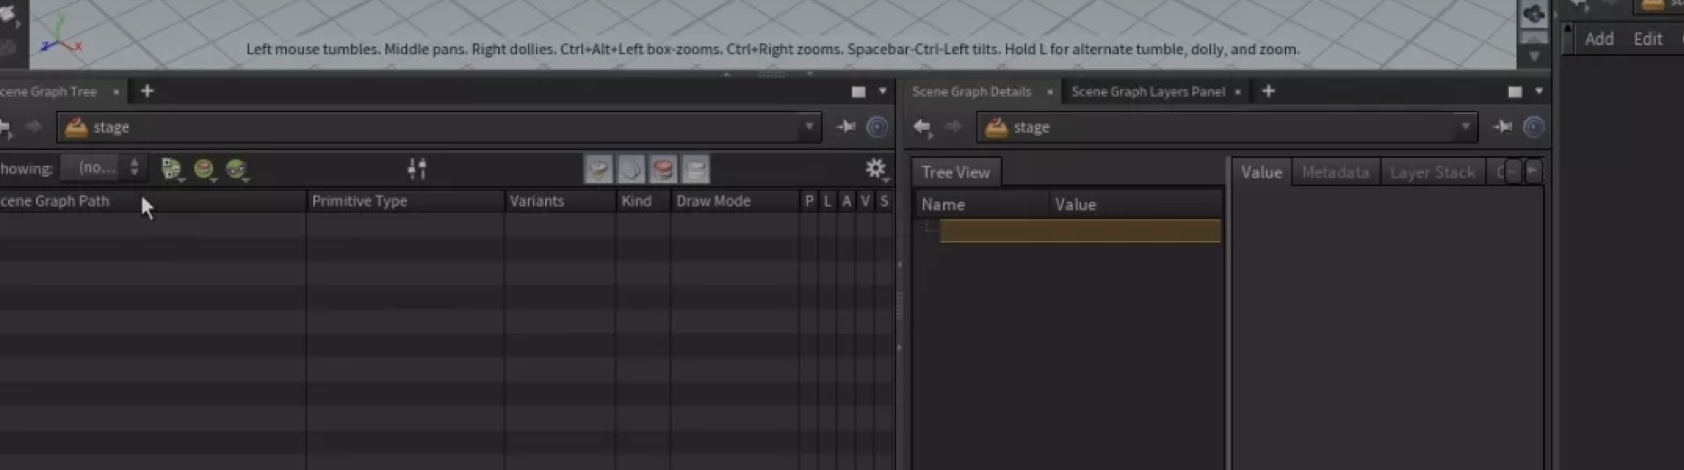 Y
Z X
Left mouse tumbles. Middle pans. Right dollies. Ctrl+Alt+Left box-zooms. Ctrl+Right zooms. Spacebar-Ctrl-Left tilts. Hold L for alternate tumble, dolly, and zoom.
Add Edit
cene Graph Tree × +
Scene Graph Details × Scene Graph Layers Panel × +
stage
stage
howing: (no...
Tree View
Value Metadata Layer Stack
cene Graph Path Primitive Type Variants Kind Draw Mode P L A V S
Name Value